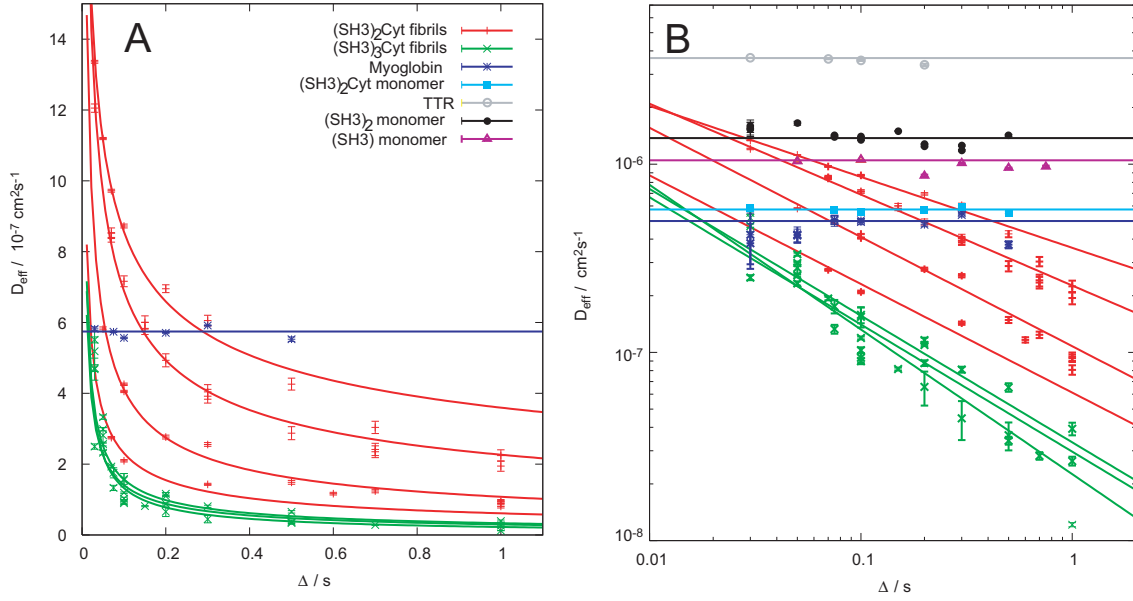 A
(SH3)2Cyt fibrils
(SH3)3Cyt fibrils
Myoglobin
(SH3)2Cyt monomer
TTR
(SH3)2 monomer
(SH3) monomer
Deff / 10-7 cm2s-1
14
12
10
8
6
4
2
0
0 0.2 0.4 0.6 0.8 1
Δ / s
B
Deff / cm2s-1
10-6
10-7
10-8
0.01 0.1 1
Δ / s